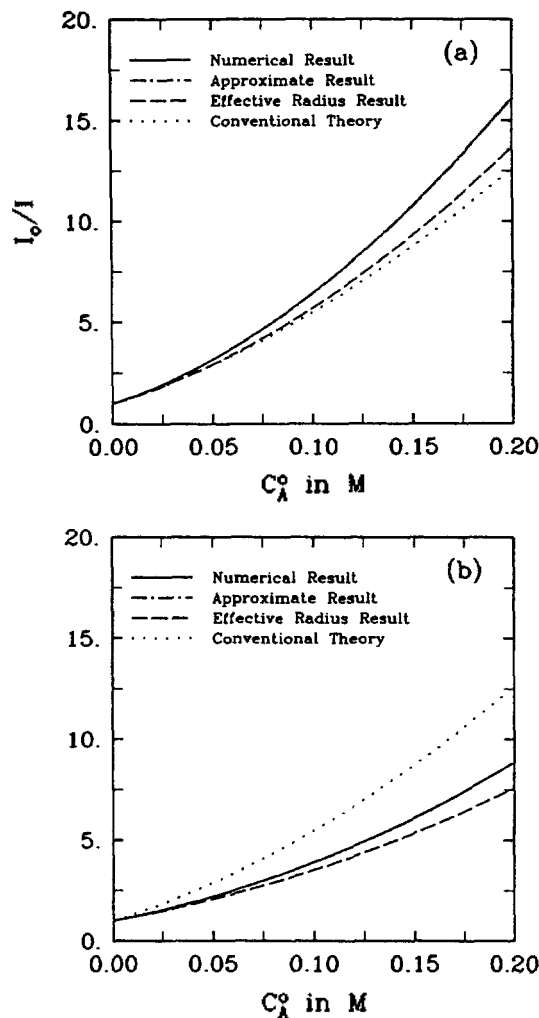 20.
15.
10.
5.
0.
I₀/I
(a)
Numerical Result
Approximate Result
Effective Radius Result
Conventional Theory
0.00 0.05 0.10 0.15 0.20
C°A in M
20.
15.
10.
5.
0.
(b)
Numerical Result
Approximate Result
Effective Radius Result
Conventional Theory
0.00 0.05 0.10 0.15 0.20
C°A in M